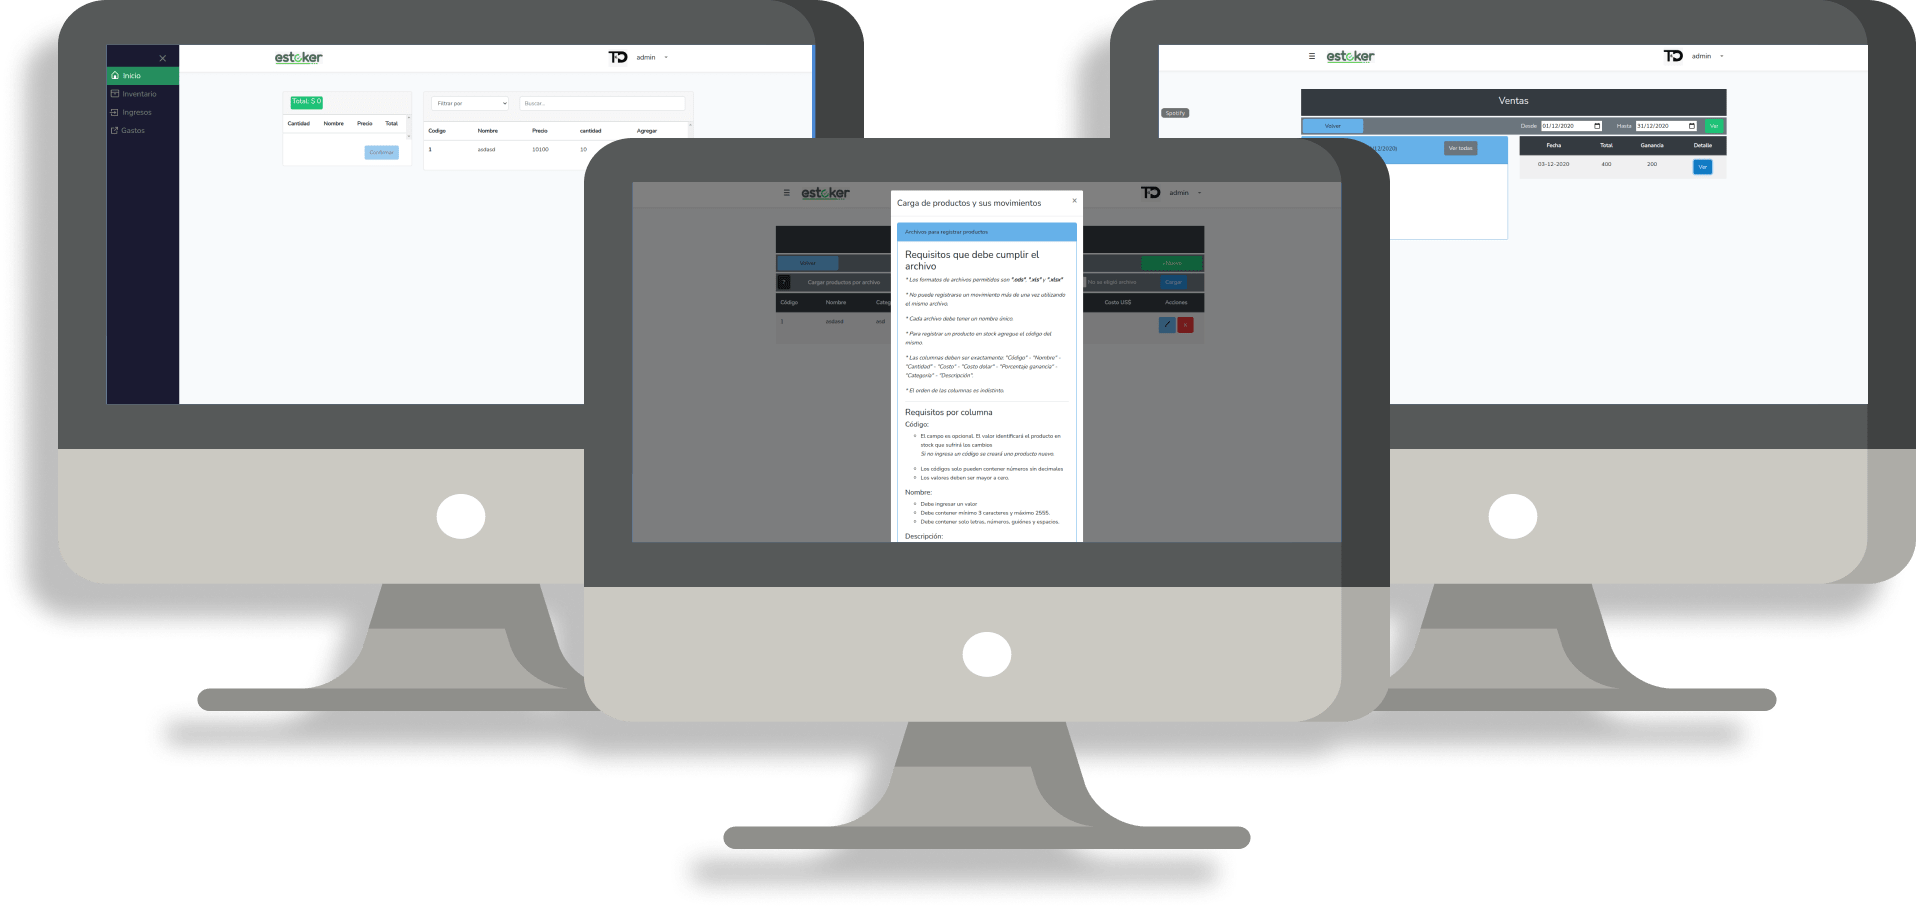 esteker
TD admin
Inicio
Inventario
Ingresos
Gastos
Total: $ 0
Cantidad Nombre Precio Total
Confirmar
Filtrar por
Buscar...
Codigo Nombre Precio cantidad Agregar
1 asdasd 10100 10
esteker
TD admin
Carga de productos y sus movimientos ×
Archivos para registrar productos
Requisitos que debe cumplir el
archivo
* Los formatos de archivos permitidos son ".ods", ".xls" y ".xlsx"
* No puede registrarse un movimiento más de una vez utilizando
el mismo archivo.
* Cada archivo debe tener un nombre único.
* Para registrar un producto en stock agregue el código del
mismo.
* Las columnas deben ser exactamente: "Código" - "Nombre" -
"Cantidad" - "Costo" - "Costo dolar" - "Porcentaje ganancia" -
"Categoría" - "Descripción".
* El orden de las columnas es indistinto.
Requisitos por columna
Código:
El campo es opcional. El valor identificará el producto en
stock que sufrirá los cambios
Si no ingresa un código se creará uno producto nuevo.
Los códigos solo pueden contener números sin decimales
Los valores deben ser mayor a cero.
Nombre:
Debe ingresar un valor
Debe contener mínimo 3 caracteres y máximo 2555.
Debe contener solo letras, números, guiónes y espacios.
Descripción:
Volver
+Nuevo
? Cargar productos por archivo
No se eligió archivo Cargar
Código Nombre Categ
Costo U$S Acciones
1 asdasd asd
esteker
TD admin
Spotify
Ventas
Volver
Desde 01/12/2020 Hasta 31/12/2020 Ver
/12/2020) Ver todas
Fecha Total Ganancia Detalle
03-12-2020 400 200 Ver